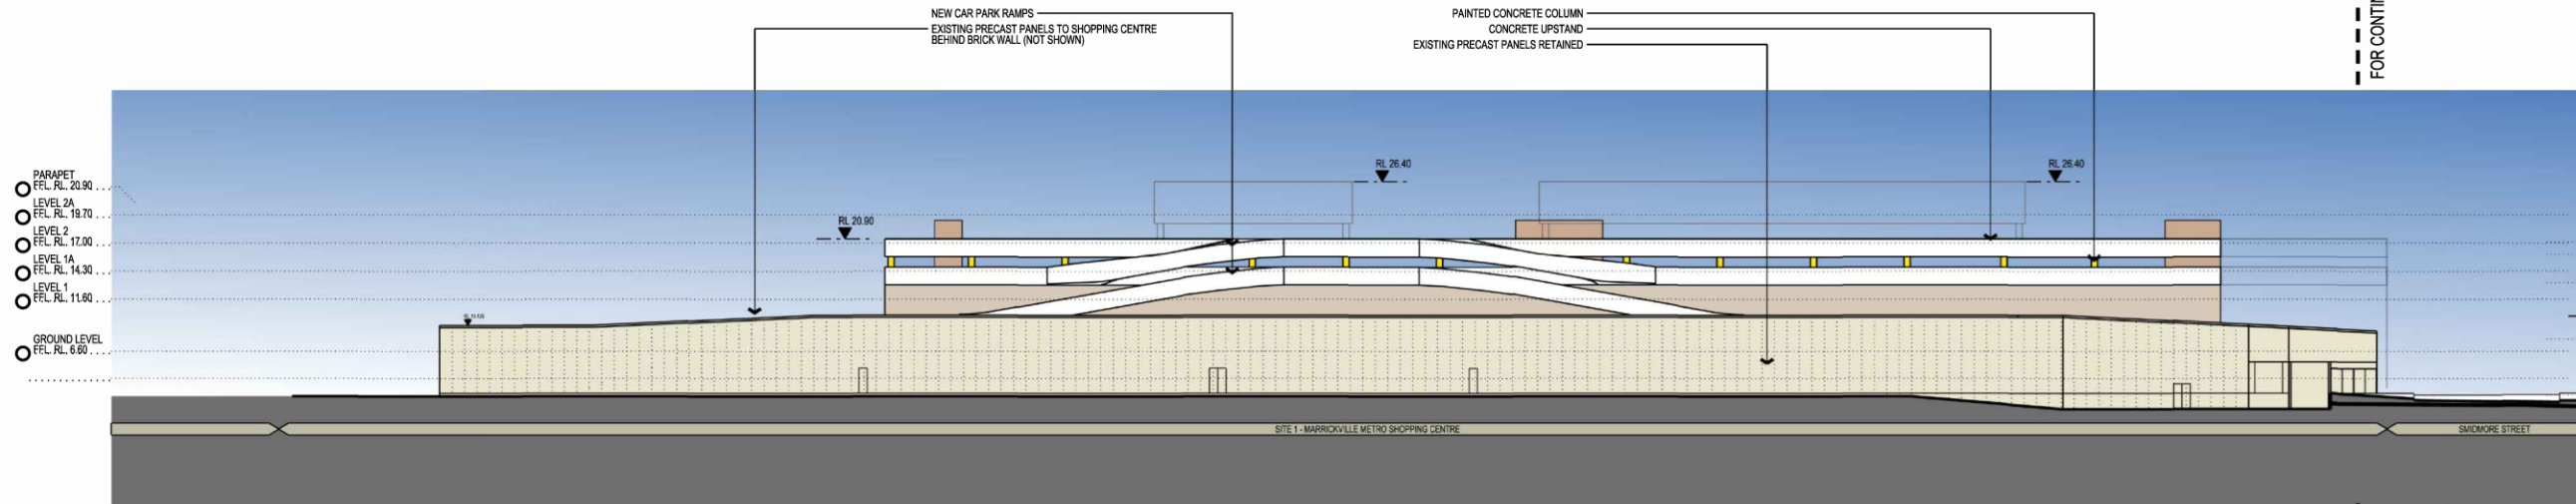 NEW CAR PARK RAMPS
EXISTING PRECAST PANELS TO SHOPPING CENTRE
BEHIND BRICK WALL (NOT SHOWN)
PAINTED CONCRETE COLUMN
CONCRETE UPSTAND
EXISTING PRECAST PANELS RETAINED
FOR CONTIN
RL 26.40
RL 26.40
PARAPET
FFL. RL. 20.90
LEVEL 2A
FFL. RL. 19.70
RL 20.90
LEVEL 2
FFL. RL. 17.00
LEVEL 1A
FFL. RL. 14.30
LEVEL 1
FFL. RL. 11.60
GROUND LEVEL
FFL. RL. 6.60
SITE 1 - MARRICKVILLE METRO SHOPPING CENTRE
SMIDMORE STREET